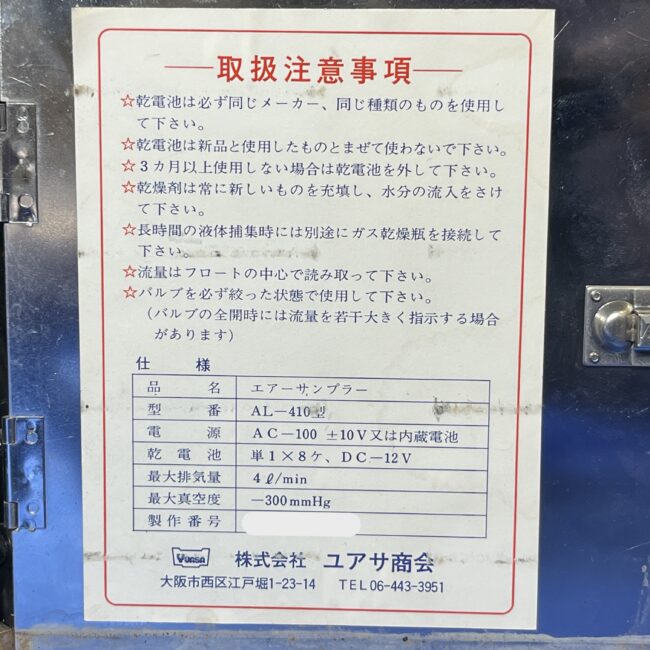 取扱注意事項
☆乾電池は必ず同じメーカー、同じ種類のものを使用し
て下さい。
☆乾電池は新品と使用したものとまぜて使わないで下さい。
☆3カ月以上使用しない場合は乾電池を外して下さい。
☆乾燥剤は常に新しいものを充填し、水分の流入をさけ
て下さい。
☆長時間の液体捕集時には別途にガス乾燥瓶を接続して
下さい。
☆流量はフロートの中心で読み取って下さい。
☆バルブを必ず絞った状態で使用して下さい。
(バルブの全開時には流量を若干大きく指示する場合
があります)
仕様
品名 エアーサンプラー
型番 AL-410型
電源 AC-100 ±10V又は内蔵電池
乾電池 単1×8ケ、DC-12V
最大排気量 4ℓ/min
最大真空度 -300mmHg
製作番号
YUASA 株式会社 ユアサ商会
大阪市西区江戸堀1-23-14 TEL06-443-3951